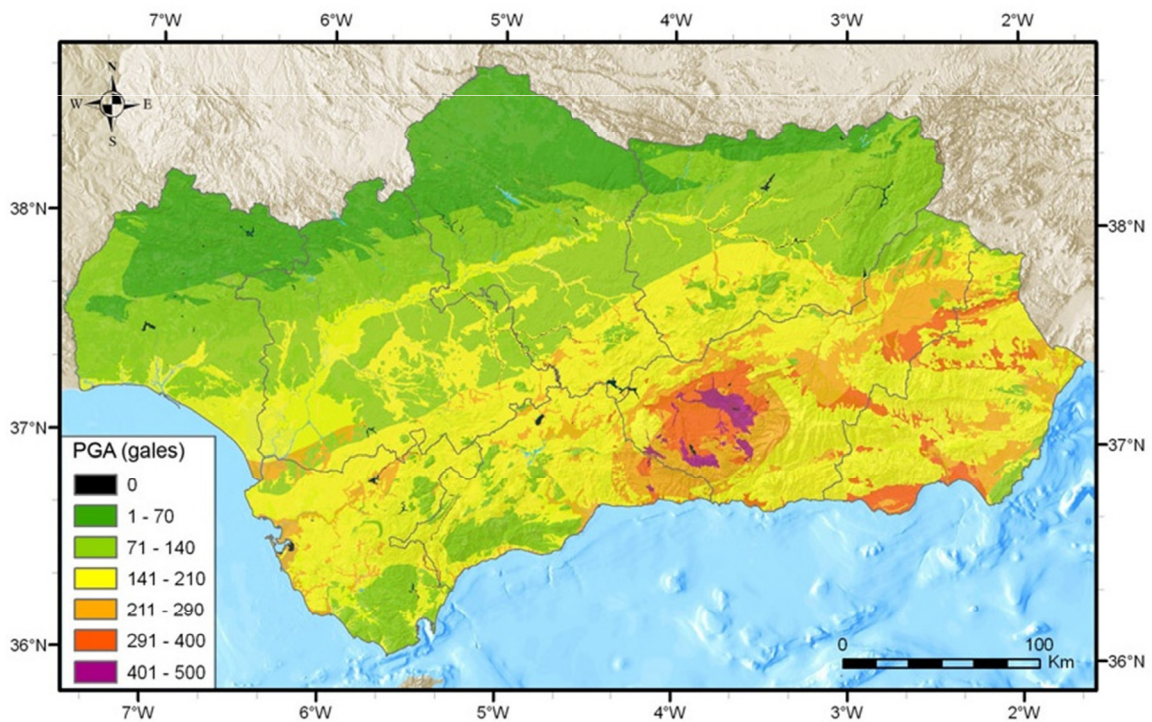 7°W 6°W 5°W 4°W 3°W 2°W
N
W E
S
38°N 38°N
37°N 37°N
PGA (gales)
0
1 - 70
71 - 140
141 - 210
211 - 290
291 - 400
401 - 500
0 100
Km
36°N 36°N
7°W 6°W 5°W 4°W 3°W 2°W